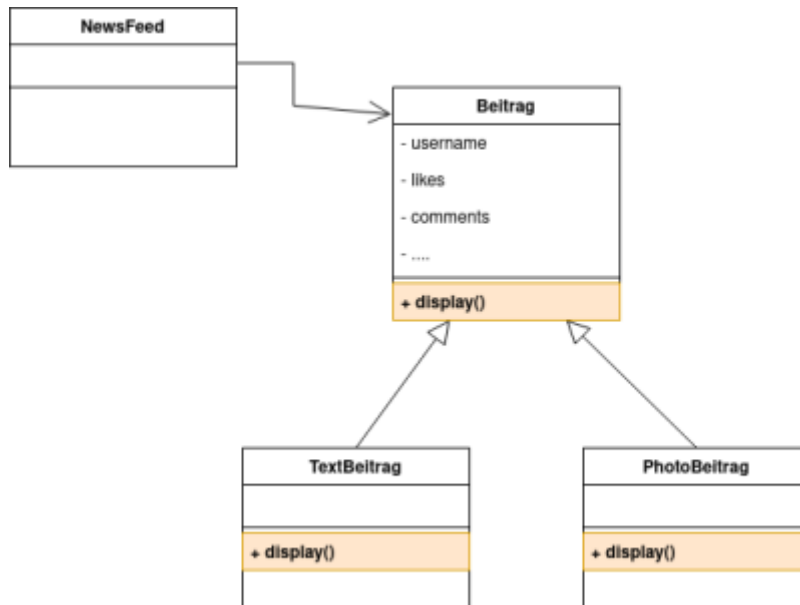 NewsFeed
Beitrag
- username
- likes
- comments
- ....
+ display()
TextBeitrag
PhotoBeitrag
+ display()
+ display()